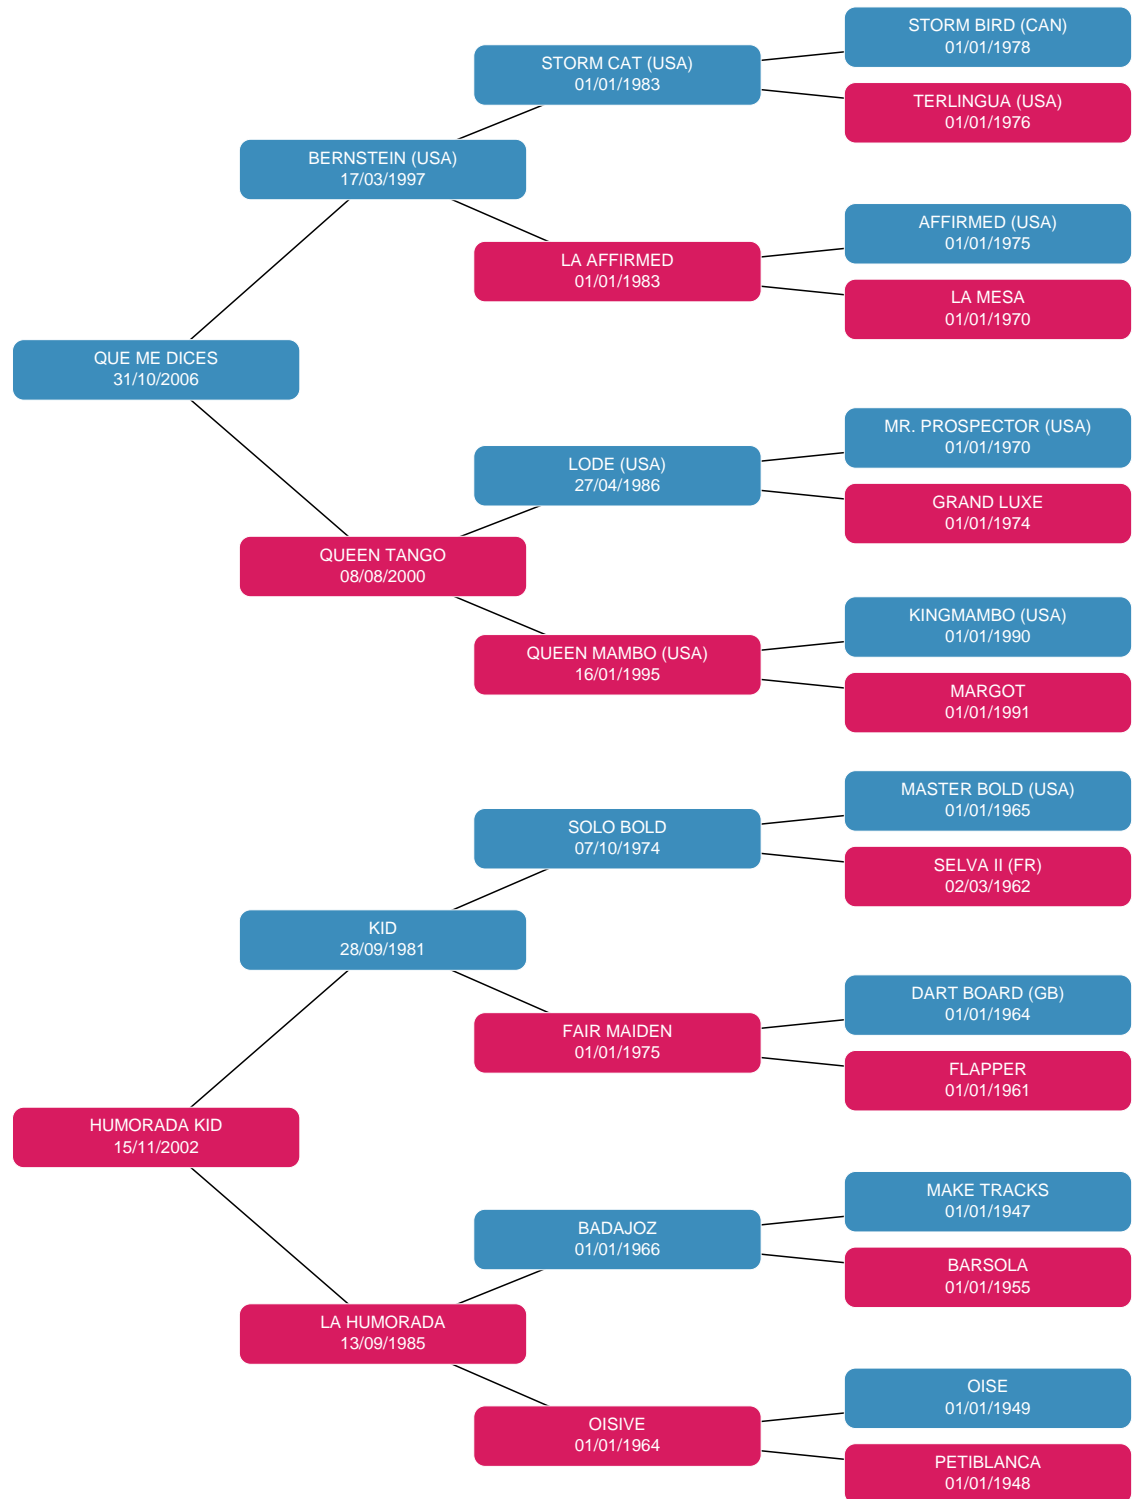 STORM BIRD (CAN)
01/01/1978
STORM CAT (USA)
01/01/1983
TERLINGUA (USA)
01/01/1976
BERNSTEIN (USA)
17/03/1997
AFFIRMED (USA)
01/01/1975
LA AFFIRMED
01/01/1983
LA MESA
01/01/1970
QUE ME DICES
31/10/2006
MR. PROSPECTOR (USA)
01/01/1970
LODE (USA)
27/04/1986
GRAND LUXE
01/01/1974
QUEEN TANGO
08/08/2000
KINGMAMBO (USA)
01/01/1990
QUEEN MAMBO (USA)
16/01/1995
MARGOT
01/01/1991
MASTER BOLD (USA)
01/01/1965
SOLO BOLD
07/10/1974
SELVA II (FR)
02/03/1962
KID
28/09/1981
DART BOARD (GB)
01/01/1964
FAIR MAIDEN
01/01/1975
FLAPPER
01/01/1961
HUMORADA KID
15/11/2002
MAKE TRACKS
01/01/1947
BADAJOZ
01/01/1966
BARSOLA
01/01/1955
LA HUMORADA
13/09/1985
OISE
01/01/1949
OISIVE
01/01/1964
PETIBLANCA
01/01/1948